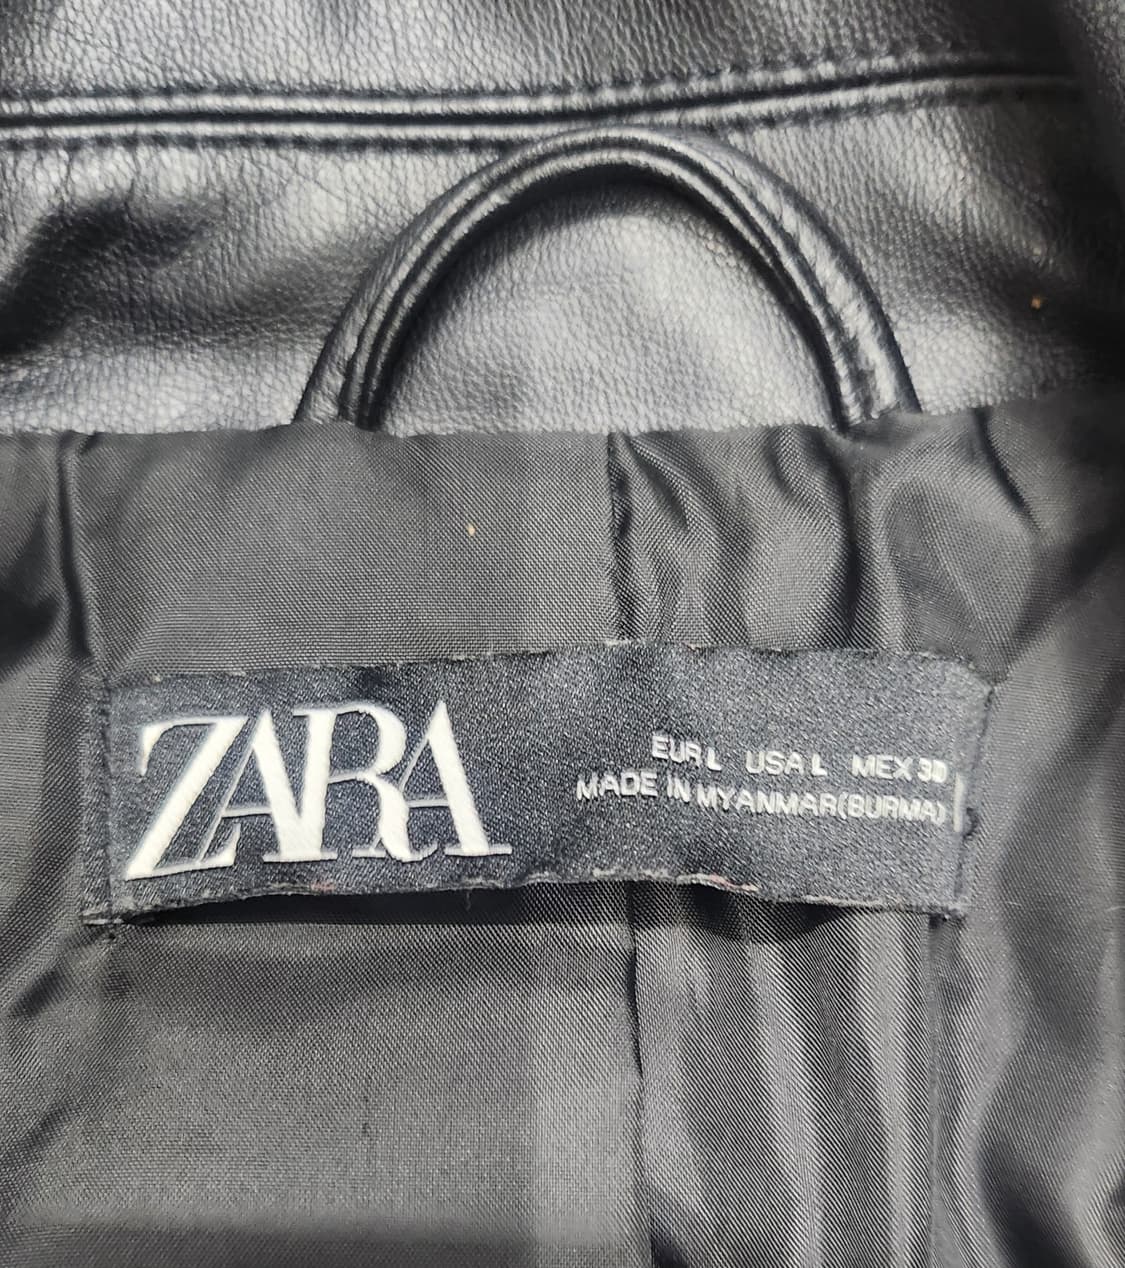 ZARA
EUR L USA L MEX 30
MADE IN MYANMAR(BURMA)